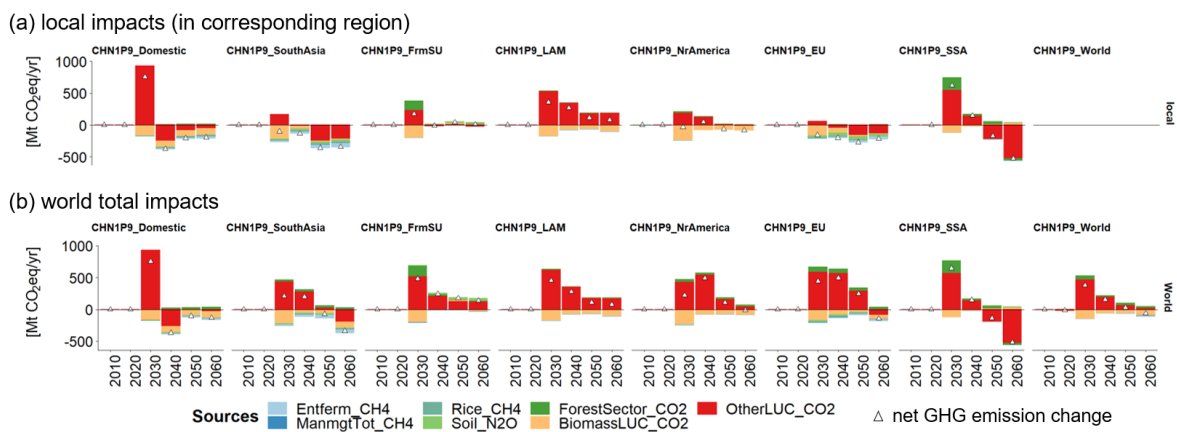 (a) local impacts (in corresponding region)
CHN1P9_Domestic CHN1P9_SouthAsia CHN1P9_FrmSU CHN1P9_LAM CHN1P9_NrAmerica CHN1P9_EU CHN1P9_SSA CHN1P9_World
[Mt CO2eq/yr]
1000
500
0
-500
local
(b) world total impacts
CHN1P9_Domestic CHN1P9_SouthAsia CHN1P9_FrmSU CHN1P9_LAM CHN1P9_NrAmerica CHN1P9_EU CHN1P9_SSA CHN1P9_World
[Mt CO2eq/yr]
1000
500
0
-500
World
2010 2020 2030 2040 2050 2060 2010 2020 2030 2040 2050 2060 2010 2020 2030 2040 2050 2060 2010 2020 2030 2040 2050 2060 2010 2020 2030 2040 2050 2060 2010 2020 2030 2040 2050 2060 2010 2020 2030 2040 2050 2060 2010 2020 2030 2040 2050 2060
Sources Entferm_CH4 Rice_CH4 ForestSector_CO2 OtherLUC_CO2 △ net GHG emission change
ManmgtTot_CH4 Soil_N2O BiomassLUC_CO2